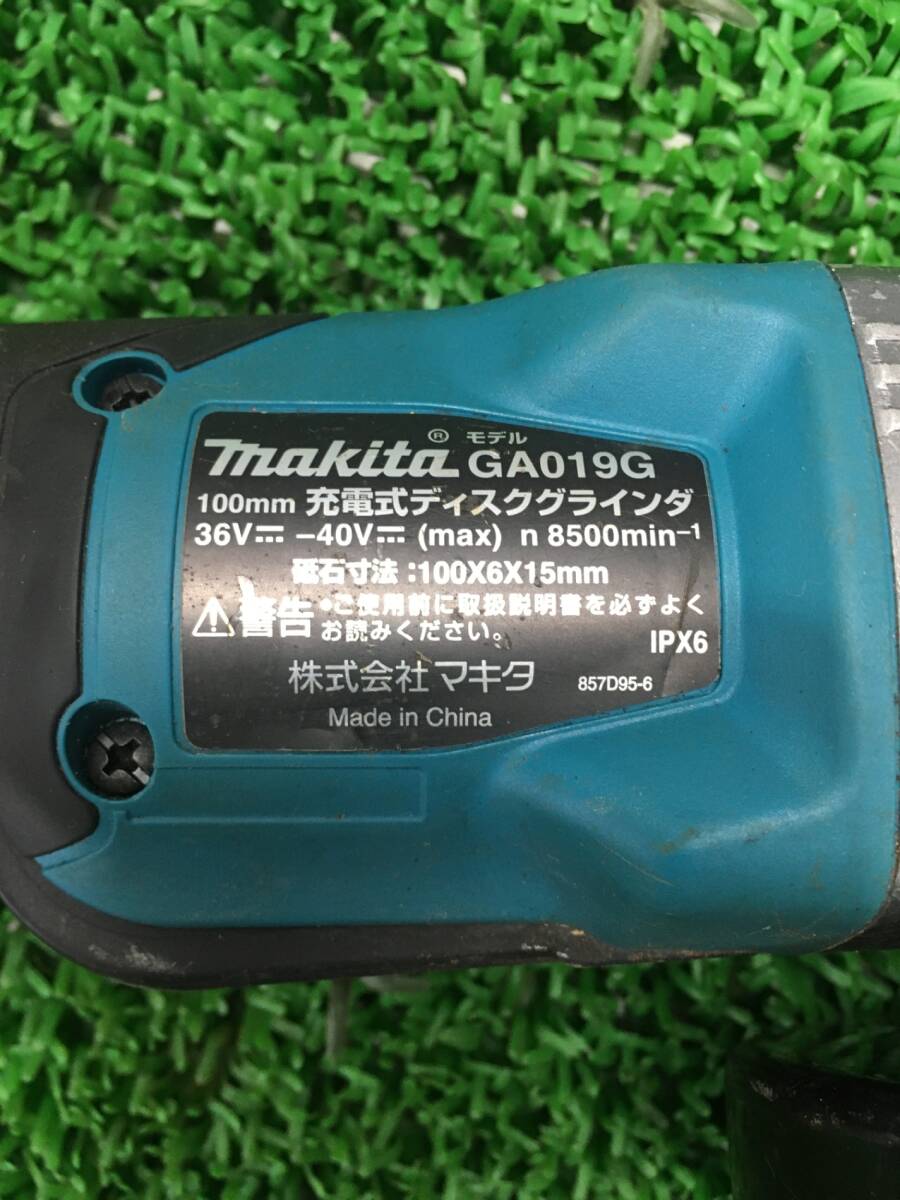 makita® モデル GA019G
100mm 充電式ディスクグラインダ
36V⎓ –40V⎓ (max) n 8500min⁻¹
砥石寸法:100X6X15mm
⚠警告 •ご使用前に取扱説明書を必ずよく
お読みください。
IPX6
株式会社マキタ 857D95-6
Made in China